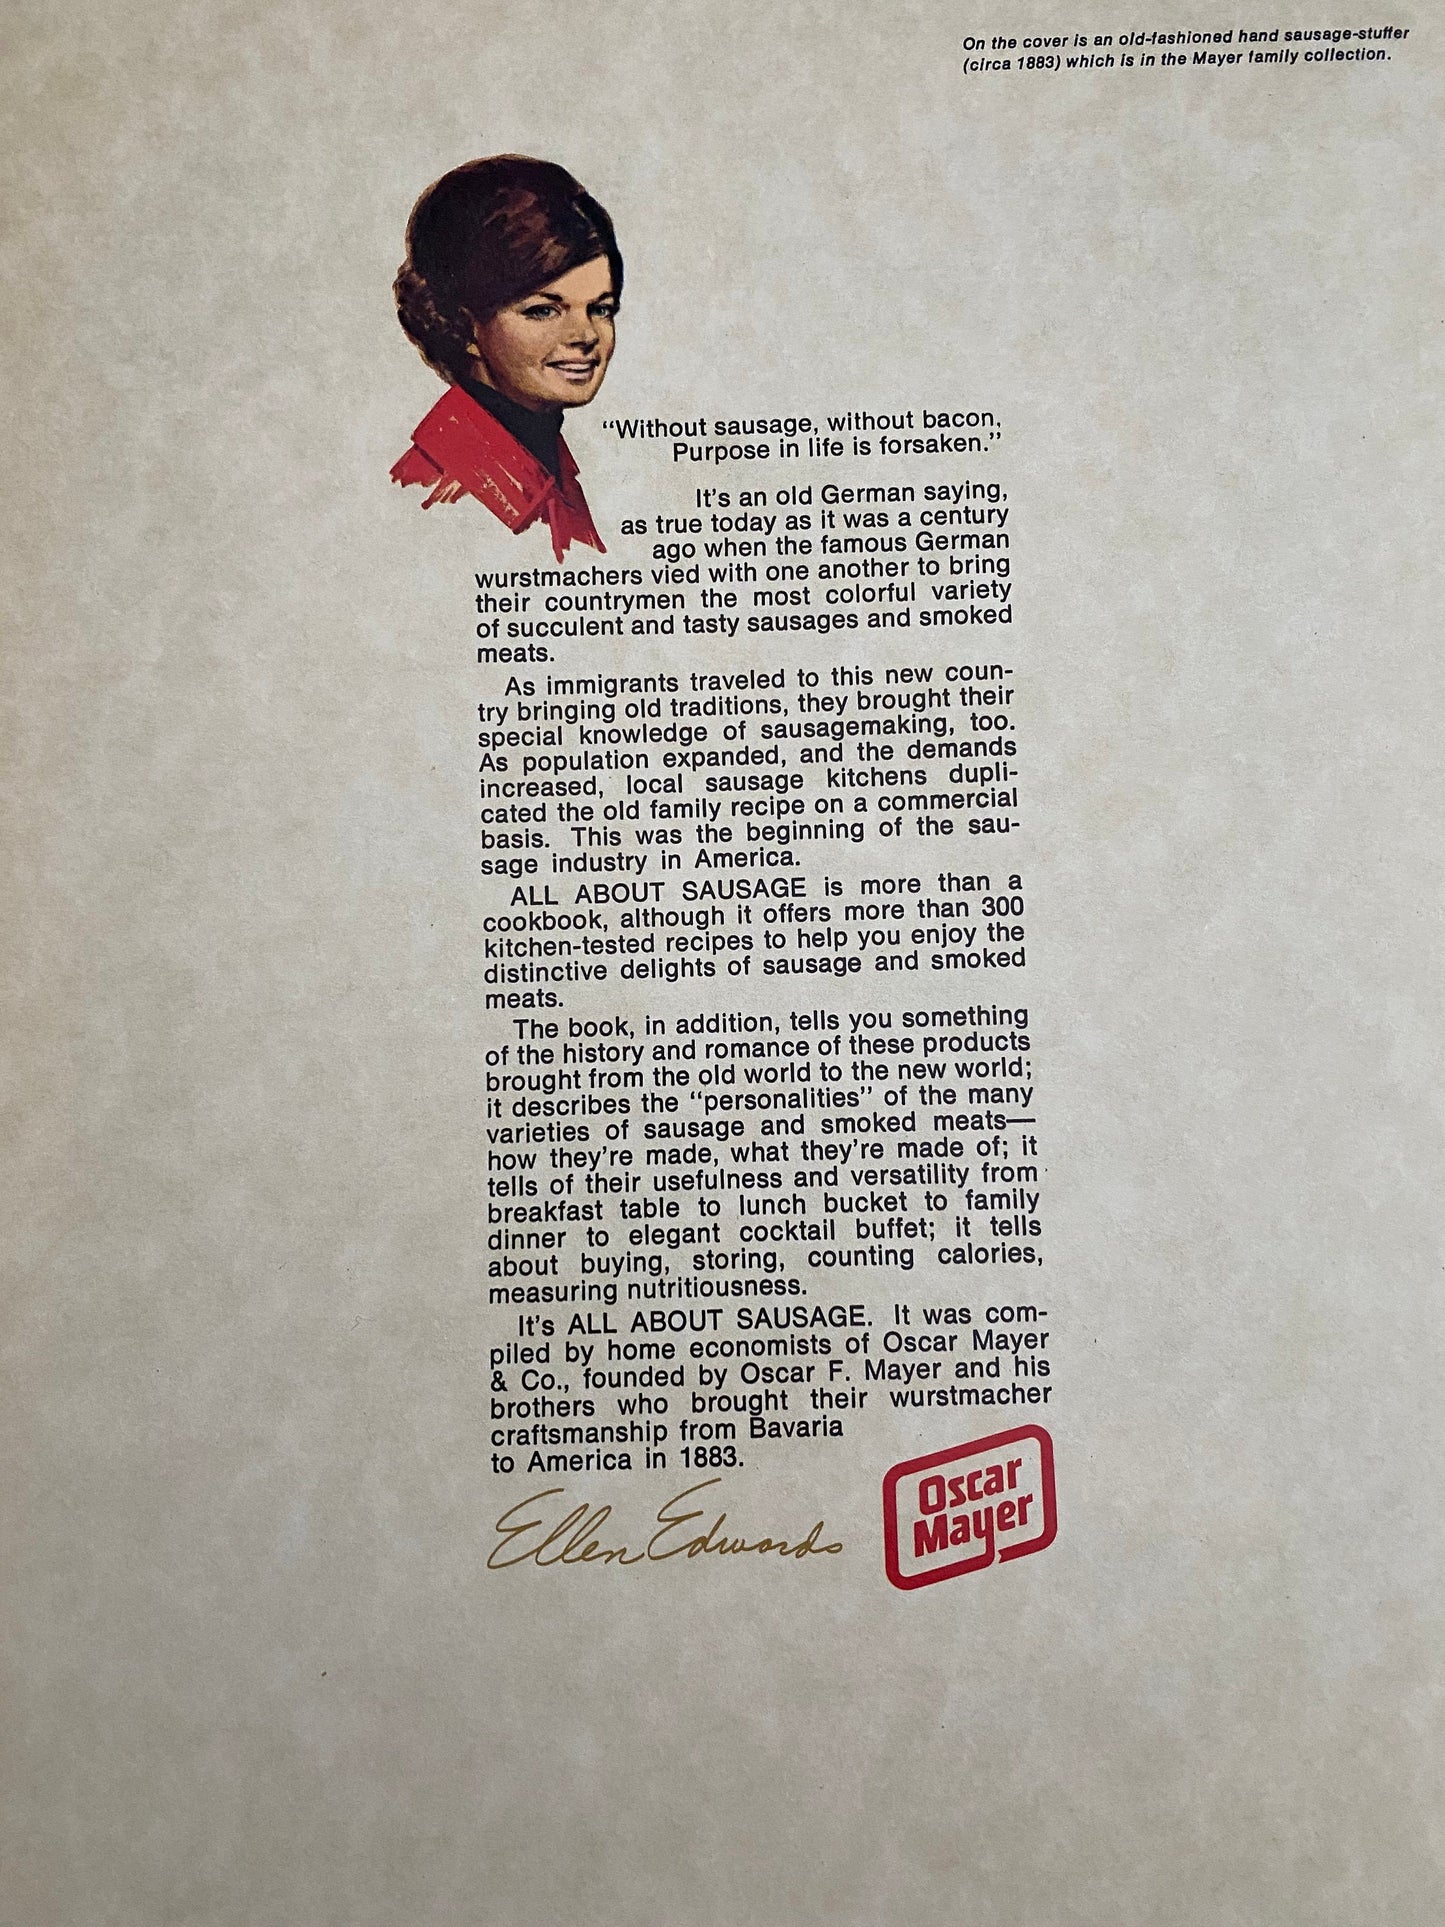 On the cover is an old-fashioned hand sausage-stuffer
(circa 1883) which is in the Mayer family collection.
“Without sausage, without bacon,
Purpose in life is forsaken.”
It's an old German saying,
as true today as it was a century
ago when the famous German
wurstmachers vied with one another to bring
their countrymen the most colorful variety
of succulent and tasty sausages and smoked
meats.
As immigrants traveled to this new coun-
try bringing old traditions, they brought their
special knowledge of sausagemaking, too.
As population expanded, and the demands
increased, local sausage kitchens dupli-
cated the old family recipe on a commercial
basis. This was the beginning of the sau-
sage industry in America.
ALL ABOUT SAUSAGE is more than a
cookbook, although it offers more than 300
kitchen-tested recipes to help you enjoy the
distinctive delights of sausage and smoked
meats.
The book, in addition, tells you something
of the history and romance of these products
brought from the old world to the new world;
it describes the “personalities” of the many
varieties of sausage and smoked meats—
how they're made, what they're made of; it
tells of their usefulness and versatility from
breakfast table to lunch bucket to family
dinner to elegant cocktail buffet; it tells
about buying, storing, counting calories,
measuring nutritiousness.
It's ALL ABOUT SAUSAGE. It was com-
piled by home economists of Oscar Mayer
& Co., founded by Oscar F. Mayer and his
brothers who brought their wurstmacher
craftsmanship from Bavaria
to America in 1883.
Ellen Edwards
Oscar
Mayer